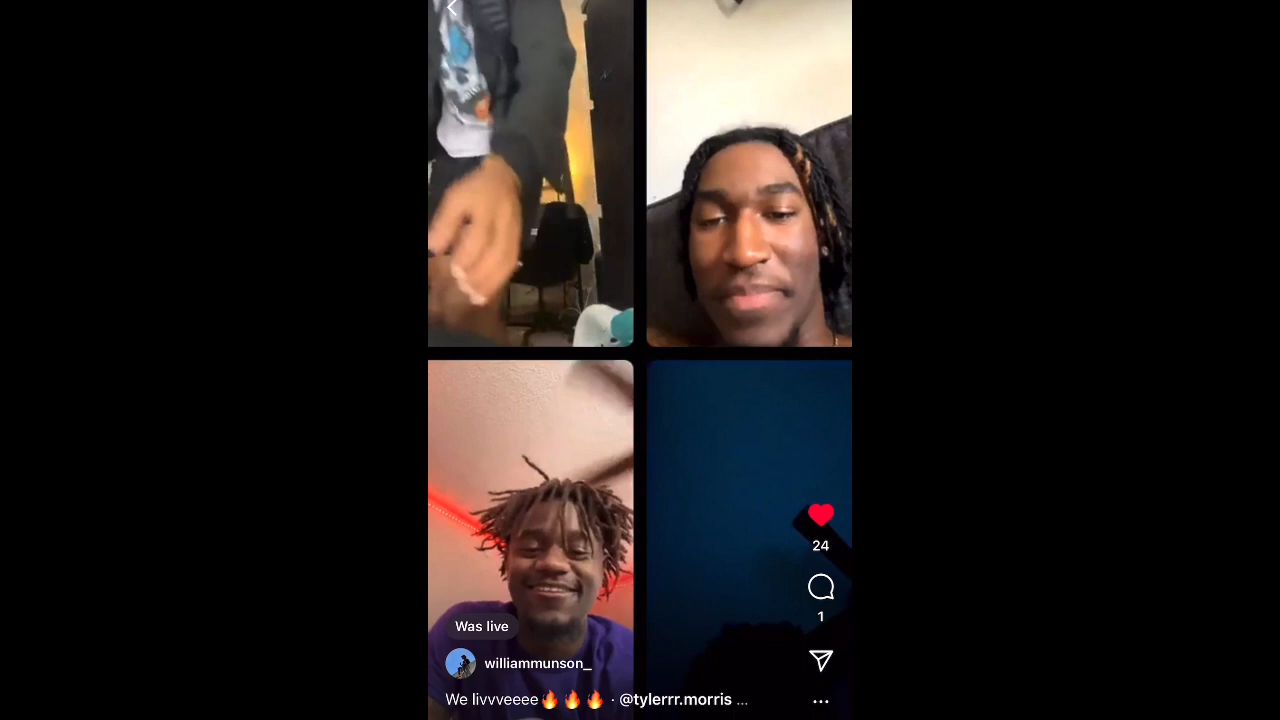 24
1
Was live
williammunson_
We livvveeee🔥🔥🔥 · @tylerrr.morris ...